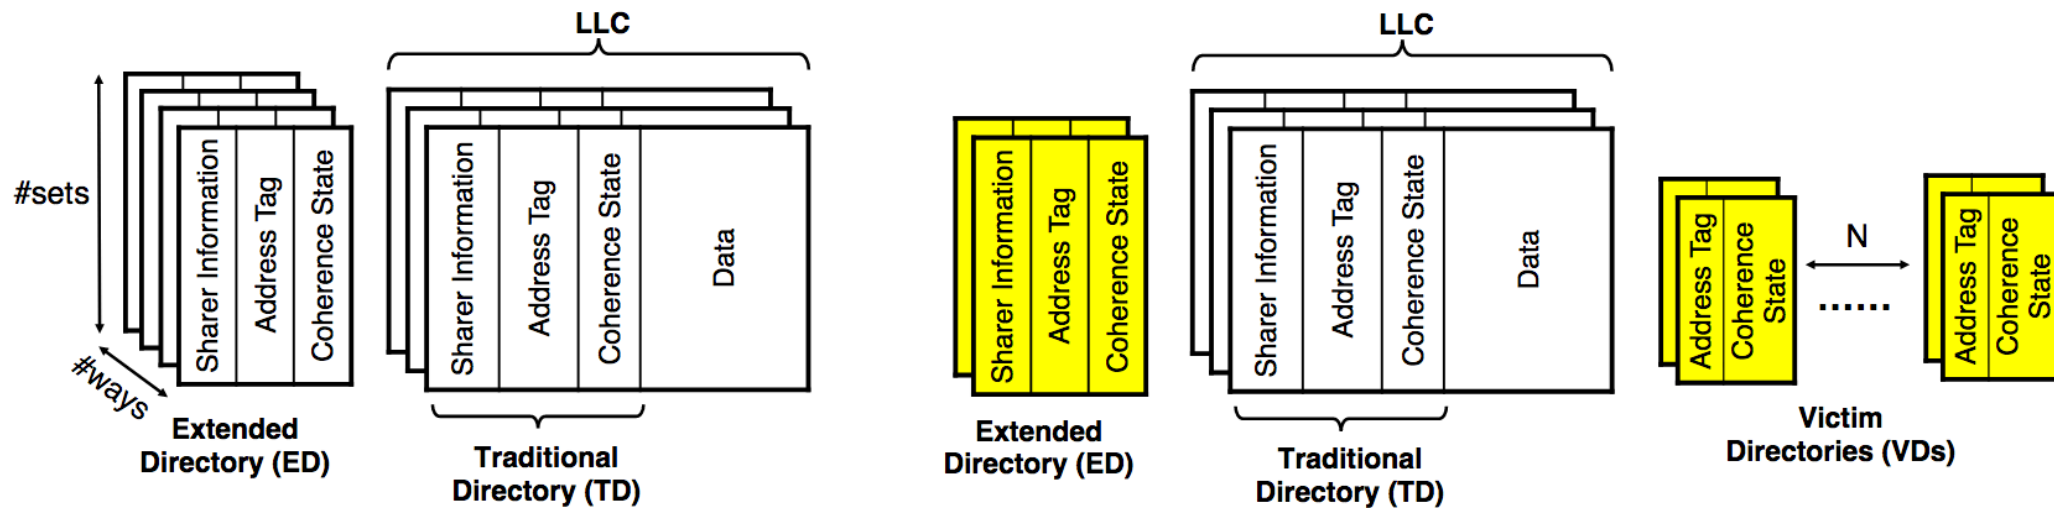 LLC
#sets
#ways
Sharer Information
Address Tag
Coherence State
Sharer Information
Address Tag
Coherence State
Data
Extended
Directory (ED)
Traditional
Directory (TD)
LLC
Sharer Information
Address Tag
Coherence State
Sharer Information
Address Tag
Coherence State
Data
Extended
Directory (ED)
Traditional
Directory (TD)
Address Tag
Coherence
State
N
......
Address Tag
Coherence
State
Victim
Directories (VDs)